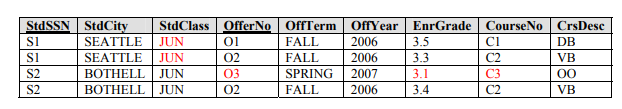 StdSSN StdCity StdClass OfferNo OffTerm OffYear EnrGrade CourseNo CrsDesc
S1 SEATTLE JUN O1 FALL 2006 3.5 C1 DB
S1 SEATTLE JUN O2 FALL 2006 3.3 C2 VB
S2 BOTHELL JUN O3 SPRING 2007 3.1 C3 OO
S2 BOTHELL JUN O2 FALL 2006 3.4 C2 VB